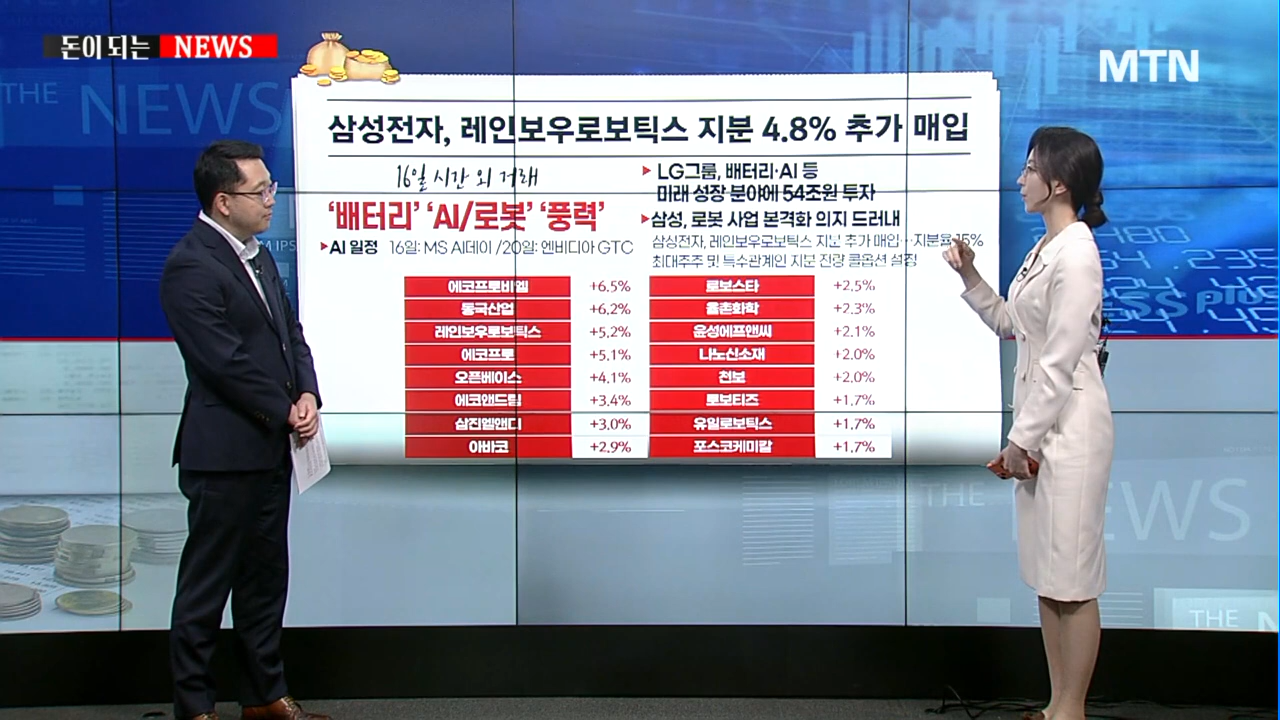 돈이 되는 NEWS
MTN
THE
NEWS
삼성전자, 레인보우로보틱스 지분 4.8% 추가 매입
16일 시간 외 거래
‘배터리’ ‘AI/로봇’ ‘풍력’
▶AI 일정 16일: MS AI데이 /20일: 엔비디아 GTC
▶ LG그룹, 배터리·AI 등
미래 성장 분야에 54조원 투자
▶삼성, 로봇 사업 본격화 의지 드러내
삼성전자, 레인보우로보틱스 지분 추가 매입…지분율 15%
최대주주 및 특수관계인 지분 전량 콜옵션 설정
에코프로비엠 +6.5% 로보스타 +2.5%
동국산업 +6.2% 율촌화학 +2.3%
레인보우로보틱스 +5.2% 윤성에프앤씨 +2.1%
에코프로 +5.1% 나노신소재 +2.0%
오픈베이스 +4.1% 천보 +2.0%
에코앤드림 +3.4% 로보티즈 +1.7%
삼진엘앤디 +3.0% 유일로보틱스 +1.7%
아바코 +2.9% 포스코케미칼 +1.7%
THE
NEWS
THE